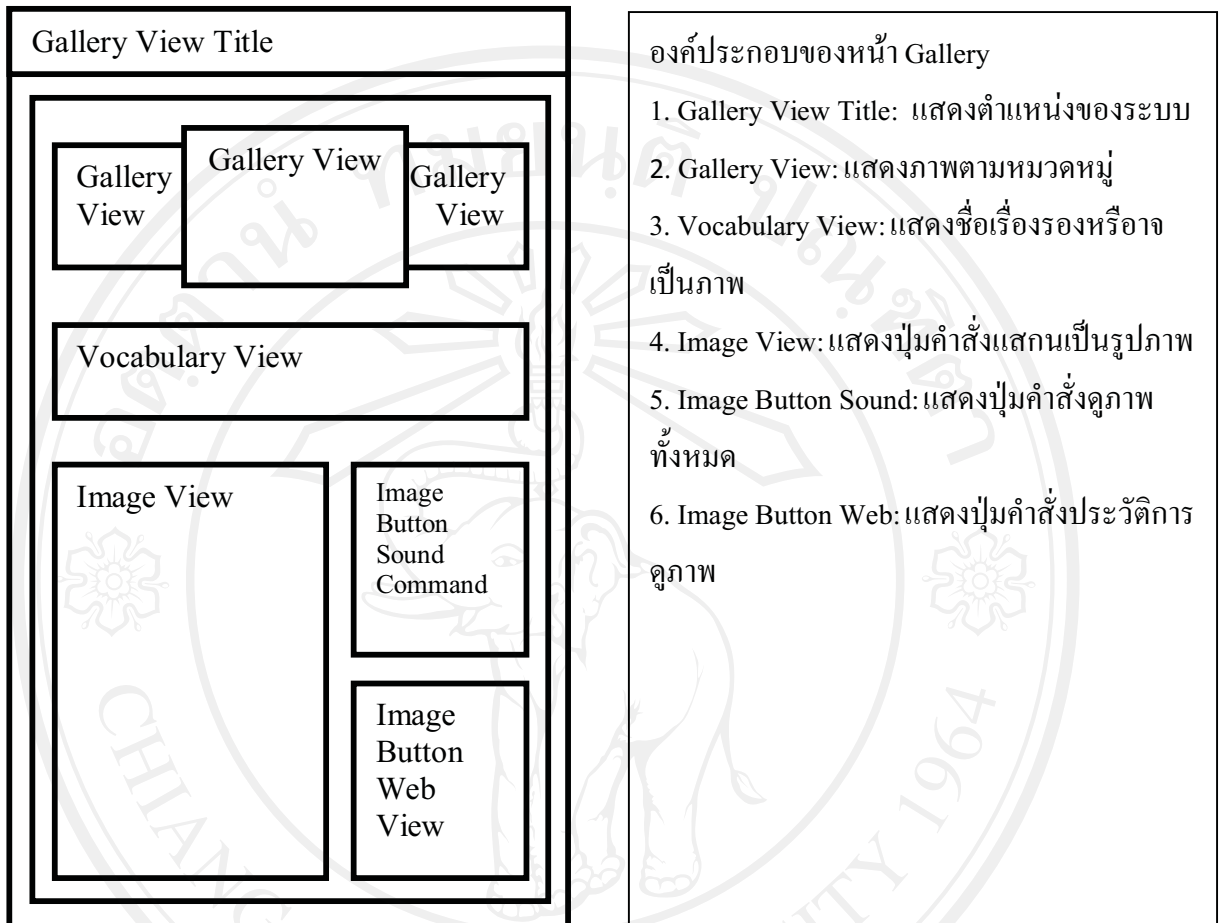 Gallery View Title
Gallery
View
Gallery View
Gallery
View
Vocabulary View
Image View
Image
Button
Sound
Command
Image
Button
Web
View
องค์ประกอบของหน้า Gallery
1. Gallery View Title: แสดงตำแหน่งของระบบ
2. Gallery View: แสดงภาพตามหมวดหมู่
3. Vocabulary View: แสดงชื่อเรื่องรองหรือาจ
เป็นภาพ
4. Image View: แสดงปุ่มคำสั่งแสกนเป็นรูปภาพ
5. Image Button Sound: แสดงปุ่มคำสั่งดูภาพ
ทั้งหมด
6. Image Button Web: แสดงปุ่มคำสั่งประวัติการ
ดูภาพ
1964